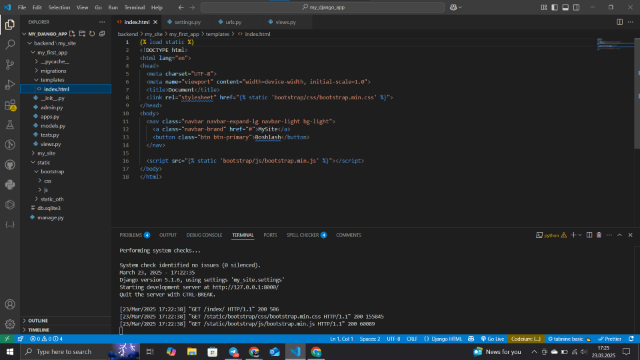 File Edit Selection View Go
my_django_app
EXPLORER
MY_DJANGO_APP
backend \ my_site
my_first_app
__pycache__
migrations
templates
index.html
__init__.py
admin.py
apps.py
models.py
tests.py
views.py
my_site
static
bootstrap
css
js
static_oth
db.sqlite3
manage.py
OUTLINE
TIMELINE
index.html
settings.py
urls.py
views.py
backend > my_site > my_first_app > templates > index.html
1 {% load static %}
2 <!DOCTYPE html>
3 <html lang="en">
4 <head>
5 <meta charset="UTF-8">
6 <meta name="viewport" content="width=device-width, initial-scale=1.0">
7 <title>Document</title>
8 <link rel="stylesheet" href="{% static 'bootstrap/css/bootstrap.min.css' %}">
9 </head>
10 <body>
11 <nav class="navbar navbar-expand-lg navbar-light bg-light">
12 <a class="navbar-brand" href="#">MySite</a>
13 <button class="btn btn-primary">Boshlash</button>
14 </nav>
15
16 <script src="{% static 'bootstrap/js/bootstrap.min.js' %}"></script>
17 </body>
18 </html>
PROBLEMS 4 OUTPUT DEBUG CONSOLE TERMINAL PORTS SPELL CHECKER 4 COMMENTS
python
Performing system checks...
System check identified no issues (0 silenced).
March 23, 2025 - 17:22:35
Django version 5.1.6, using settings 'my_site.settings'
Starting development server at http://127.0.0.1:8000/
Quit the server with CTRL-BREAK.
[23/Mar/2025 17:22:38] "GET /index/ HTTP/1.1" 200 506
[23/Mar/2025 17:22:38] "GET /static/bootstrap/css/bootstrap.min.css HTTP/1.1" 200 155845
[23/Mar/2025 17:22:38] "GET /static/bootstrap/js/bootstrap.min.js HTTP/1.1" 200 60089
0 0 4 Ln 1, Col 1 Spaces: 2 UTF-8 CRLF Django HTML Go Live Codeium: {...} tabnine basic Prettier
Type here to search
News for you
ENG
17:25
23.03.2025